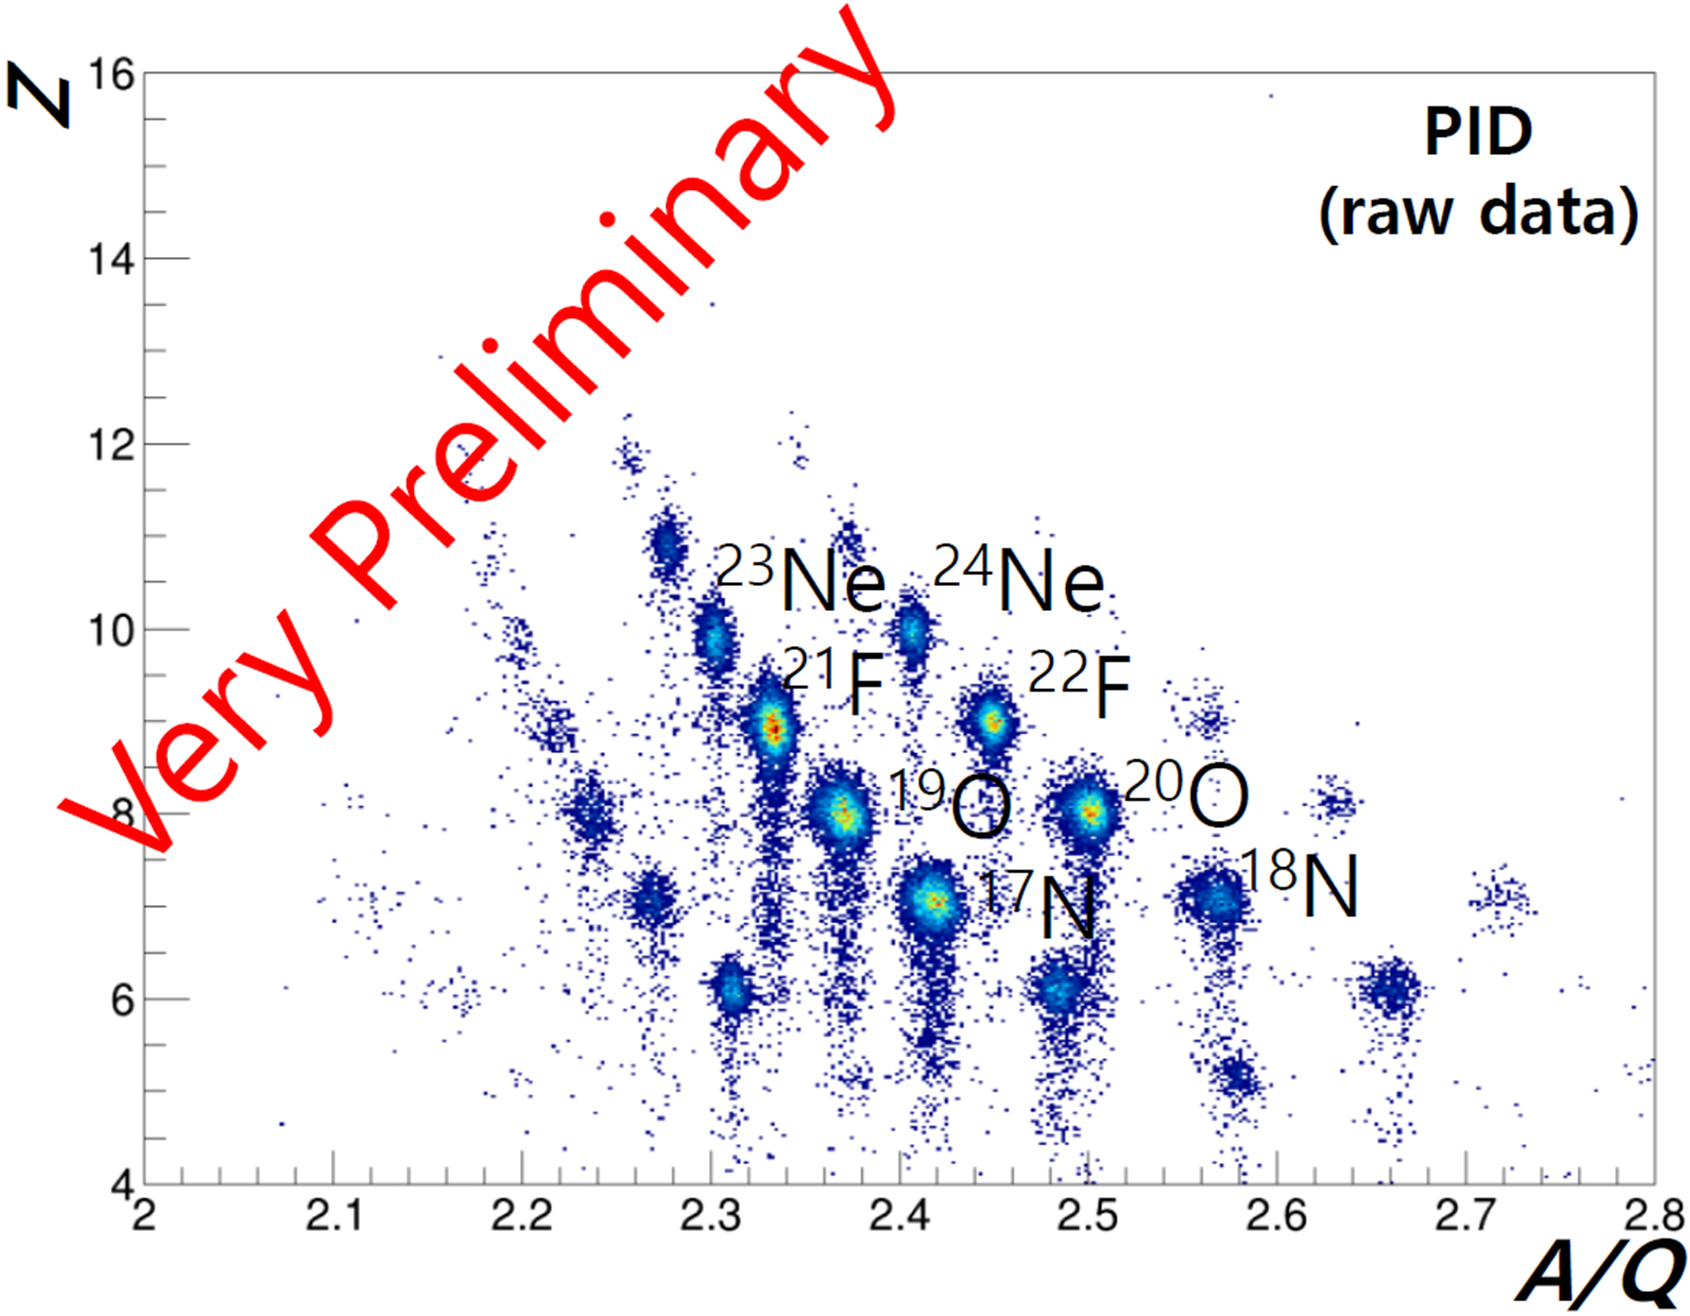 Z
16
14
12
10
8
6
4
2
2.1
2.2
2.3
2.4
2.5
2.6
2.7
2.8
A/Q
PID
(raw data)
Very Preliminary
²³Ne
²⁴Ne
²¹F
²²F
¹⁹O
²⁰O
¹⁷N
¹⁸N